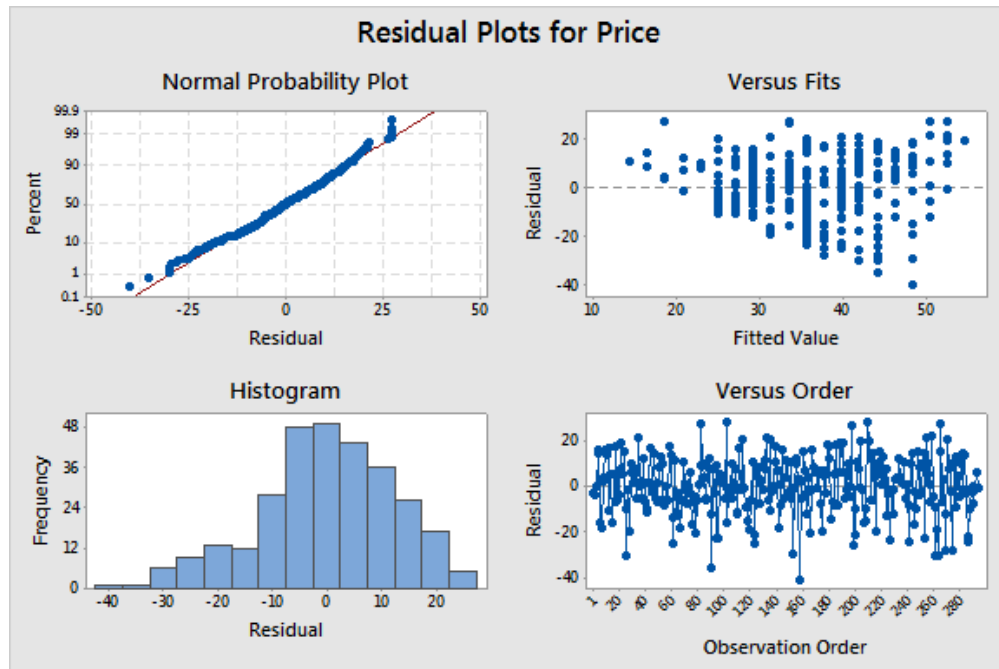 Residual Plots for Price
Normal Probability Plot
99.9
99
90
50
10
1
0.1
Percent
-50 -25 0 25 50
Residual
Versus Fits
20
0
-20
-40
Residual
10 20 30 40 50
Fitted Value
Histogram
48
36
24
12
0
Frequency
-40 -30 -20 -10 0 10 20
Residual
Versus Order
20
0
-20
-40
Residual
1 20 40 60 80 100 120 140 160 180 200 220 240 260 280
Observation Order